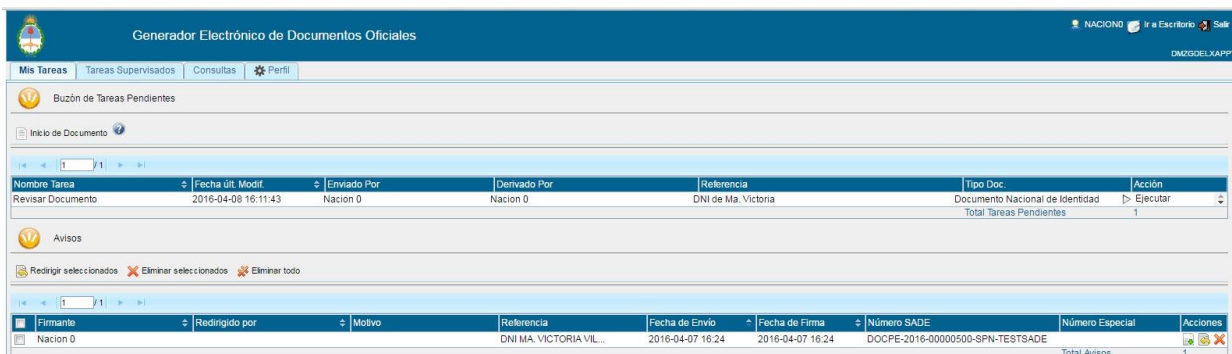 NACION0 Ir a Escritorio Salir
Generador Electrónico de Documentos Oficiales
DMZGDELXAPP
Mis Tareas Tareas Supervisados Consultas Perfil
Buzón de Tareas Pendientes
Inicio de Documento
1 / 1
Nombre Tarea Fecha últ. Modif. Enviado Por Derivado Por Referencia Tipo Doc. Acción
Revisar Documento 2016-04-08 16:11:43 Nacion 0 Nacion 0 DNI de Ma. Victoria Documento Nacional de Identidad Ejecutar
Total Tareas Pendientes 1
Avisos
Redirigir seleccionados Eliminar seleccionados Eliminar todo
1 / 1
Firmante Redirigido por Motivo Referencia Fecha de Envío Fecha de Firma Número SADE Número Especial Acciones
Nacion 0 DNI MA. VICTORIA VIL... 2016-04-07 16:24 2016-04-07 16:24 DOCPE-2016-00000500-SPN-TESTSADE
Total Avisos 1